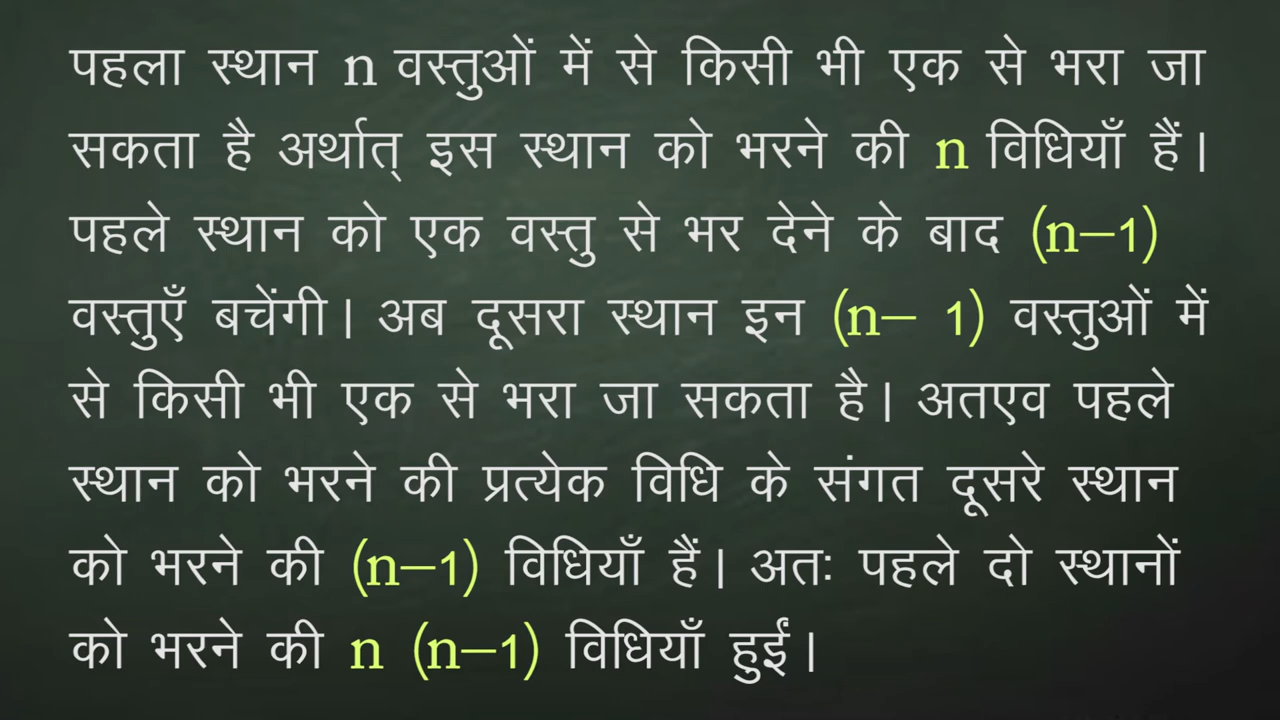 पहला स्थान n वस्तुओं में से किसी भी एक से भरा जा
सकता है अर्थात् इस स्थान को भरने की n विधियाँ हैं।
पहले स्थान को एक वस्तु से भर देने के बाद (n–1)
वस्तुएँ बचेंगी। अब दूसरा स्थान इन (n– 1) वस्तुओं में
से किसी भी एक से भरा जा सकता है। अतएव पहले
स्थान को भरने की प्रत्येक विधि के संगत दूसरे स्थान
को भरने की (n–1) विधियाँ हैं। अतः पहले दो स्थानों
को भरने की n (n–1) विधियाँ हुईं।